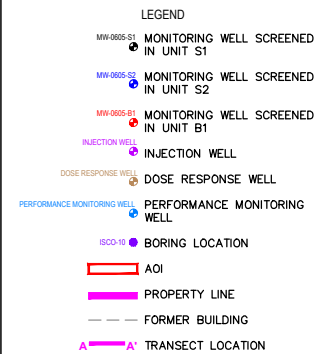 LEGEND
MW-0605-S1 MONITORING WELL SCREENED
IN UNIT S1
MW-0605-S2 MONITORING WELL SCREENED
IN UNIT S2
MW-0605-B1 MONITORING WELL SCREENED
IN UNIT B1
INJECTION WELL INJECTION WELL
DOSE RESPONSE WELL DOSE RESPONSE WELL
PERFORMANCE MONITORING WELL PERFORMANCE MONITORING
WELL
ISCO-10 BORING LOCATION
AOI
PROPERTY LINE
FORMER BUILDING
A A' TRANSECT LOCATION